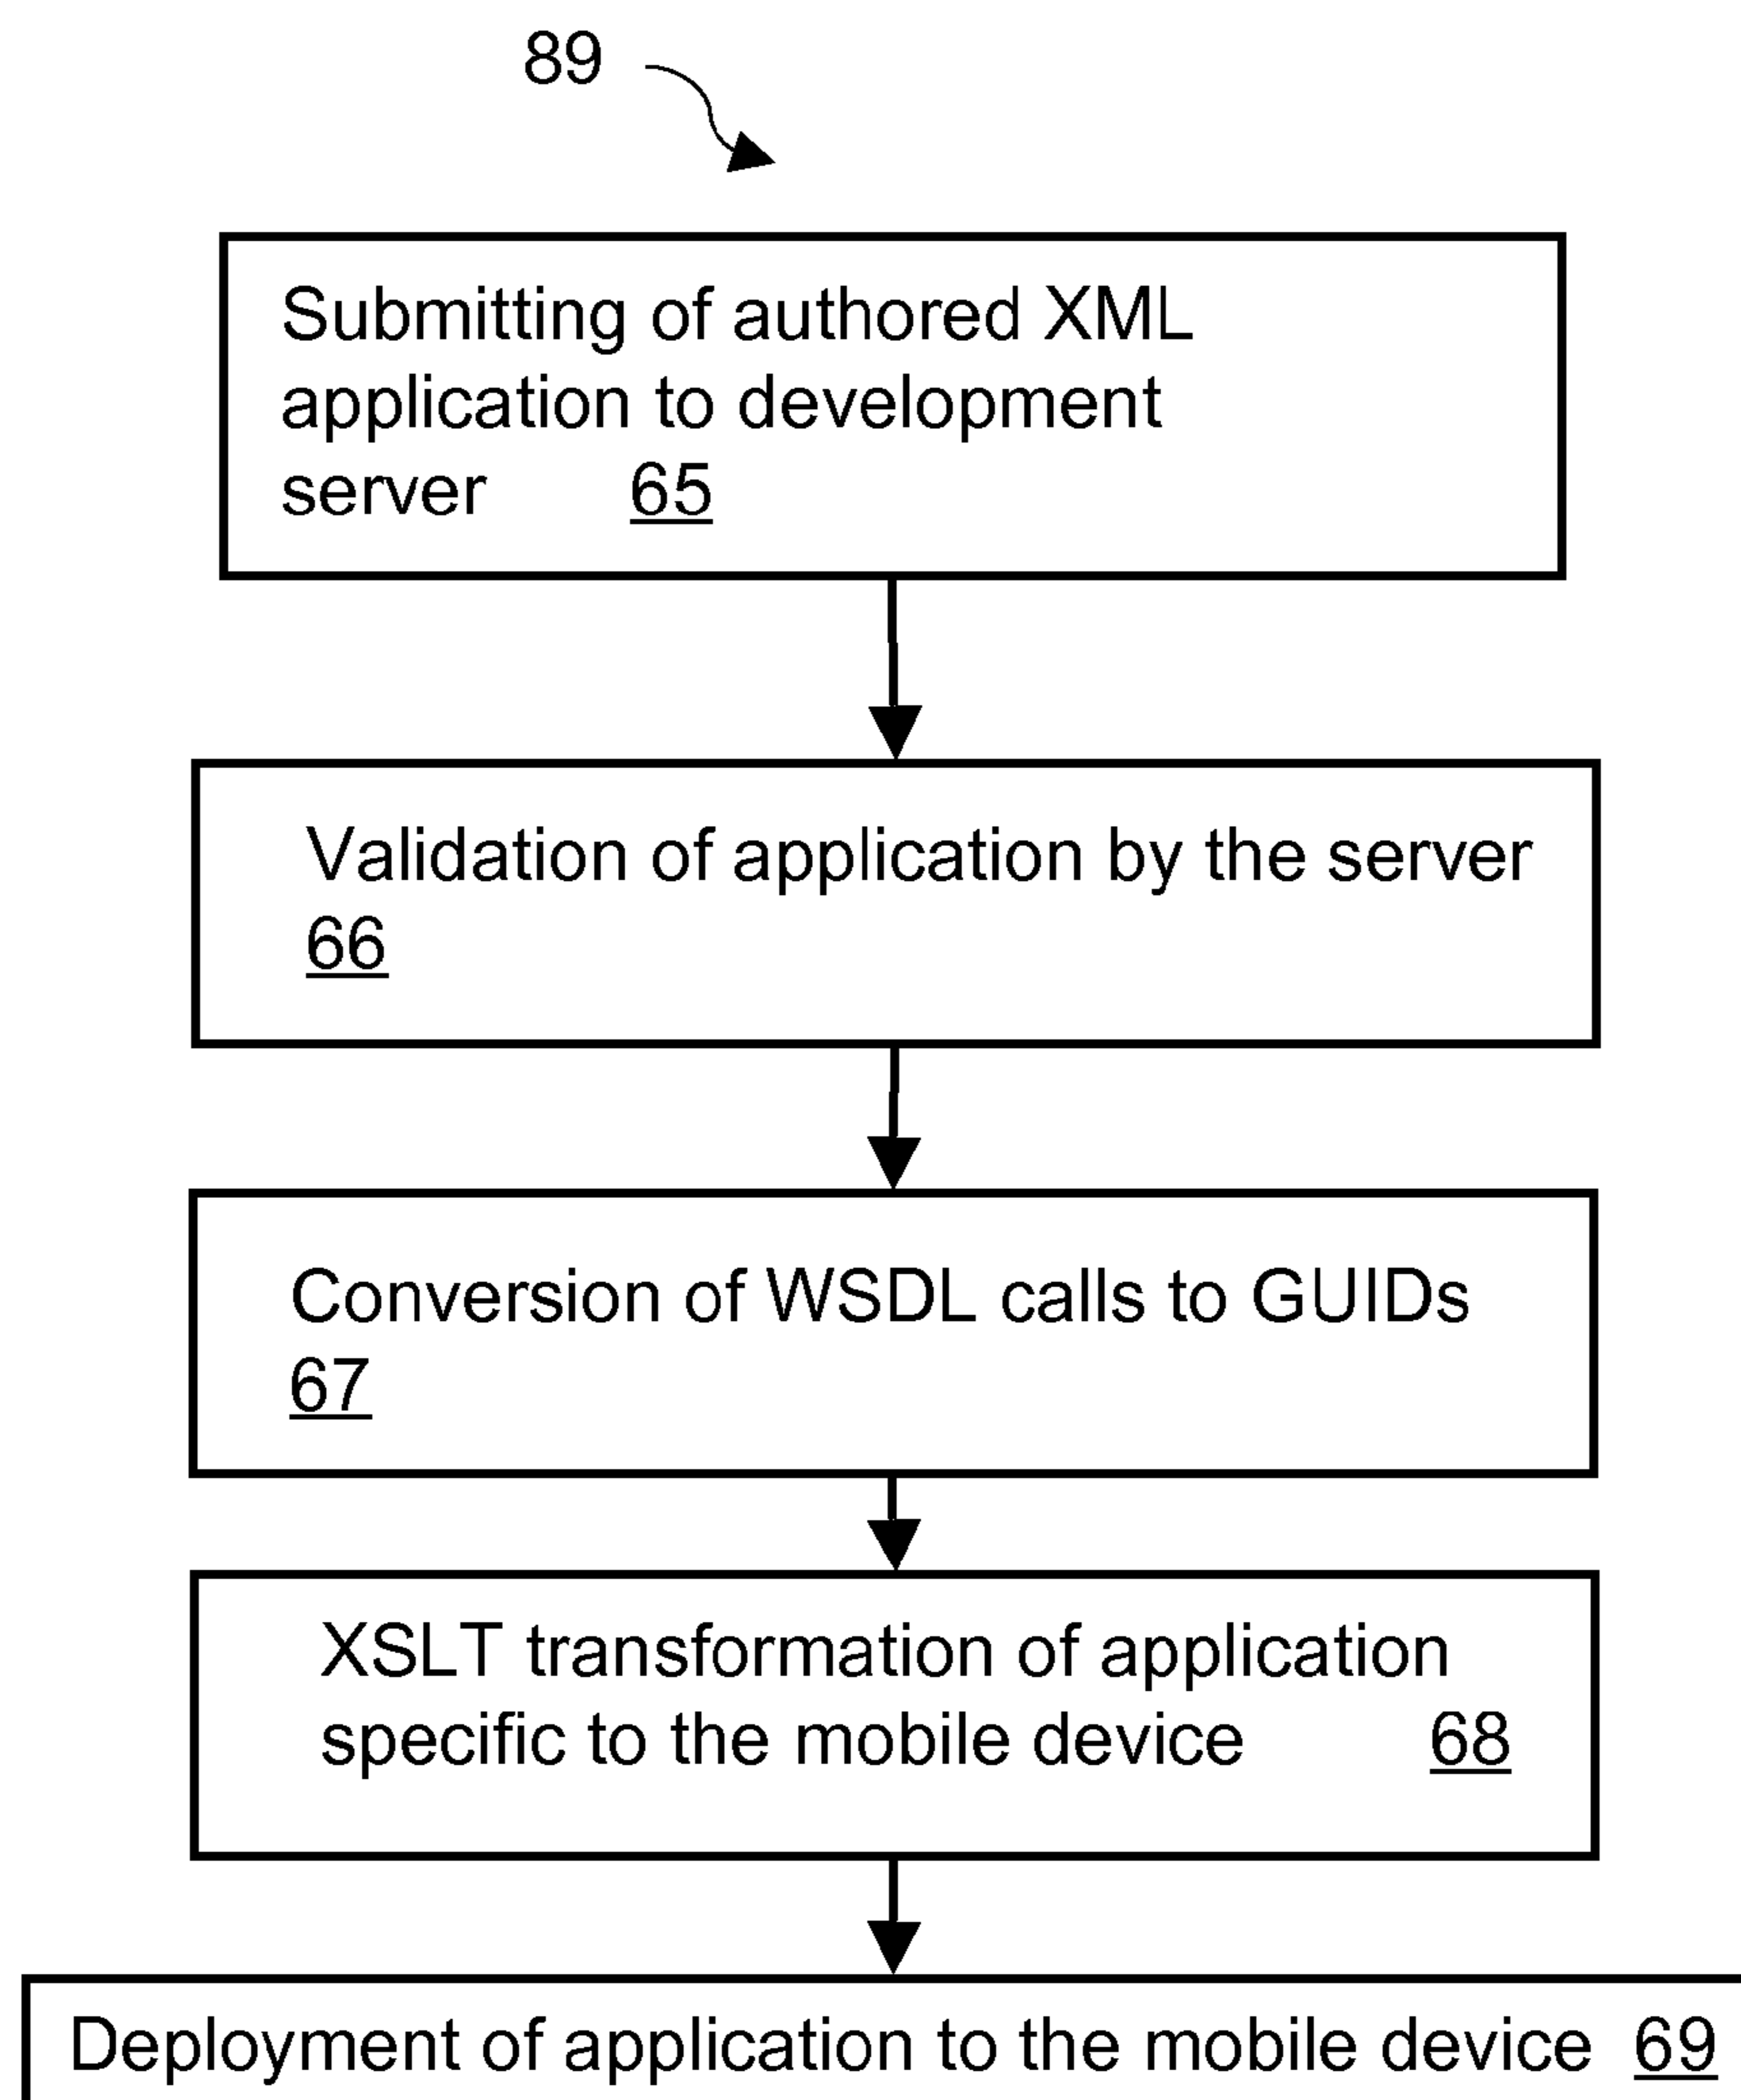 89
Submitting of authored XML
application to development
server 65
Validation of application by the server
66
Conversion of WSDL calls to GUIDs
67
XSLT transformation of application
specific to the mobile device 68
Deployment of application to the mobile device 69